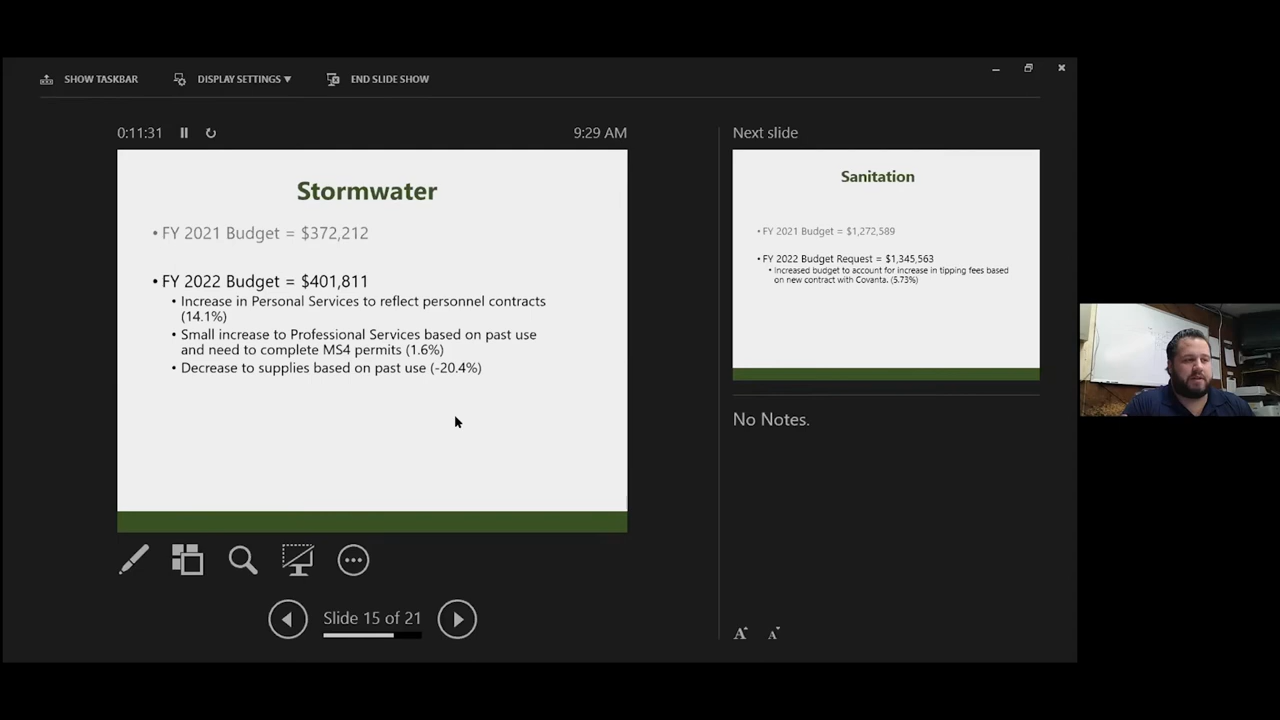 SHOW TASKBAR
DISPLAY SETTINGS ▼
END SLIDE SHOW
0:11:31
9:29 AM
Stormwater
• FY 2021 Budget = $372,212
• FY 2022 Budget = $401,811
• Increase in Personal Services to reflect personnel contracts
(14.1%)
• Small increase to Professional Services based on past use
and need to complete MS4 permits (1.6%)
• Decrease to supplies based on past use (-20.4%)
Slide 15 of 21
Next slide
Sanitation
• FY 2021 Budget = $1,272,589
• FY 2022 Budget Request = $1,345,563
• Increased budget to account for increase in tipping fees based
on new contract with Covanta. (5.73%)
No Notes.
A A